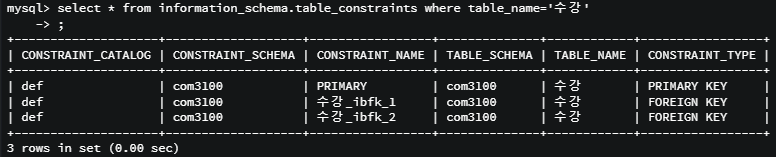 mysql> select * from information_schema.table_constraints where table_name='수강'
    -> ;
+--------------------+-------------------+-----------------+--------------+------------+-----------------+
| CONSTRAINT_CATALOG | CONSTRAINT_SCHEMA | CONSTRAINT_NAME | TABLE_SCHEMA | TABLE_NAME | CONSTRAINT_TYPE |
+--------------------+-------------------+-----------------+--------------+------------+-----------------+
| def                | com3100           | PRIMARY         | com3100      | 수강       | PRIMARY KEY     |
| def                | com3100           | 수강_ibfk_1     | com3100      | 수강       | FOREIGN KEY     |
| def                | com3100           | 수강_ibfk_2     | com3100      | 수강       | FOREIGN KEY     |
+--------------------+-------------------+-----------------+--------------+------------+-----------------+
3 rows in set (0.00 sec)